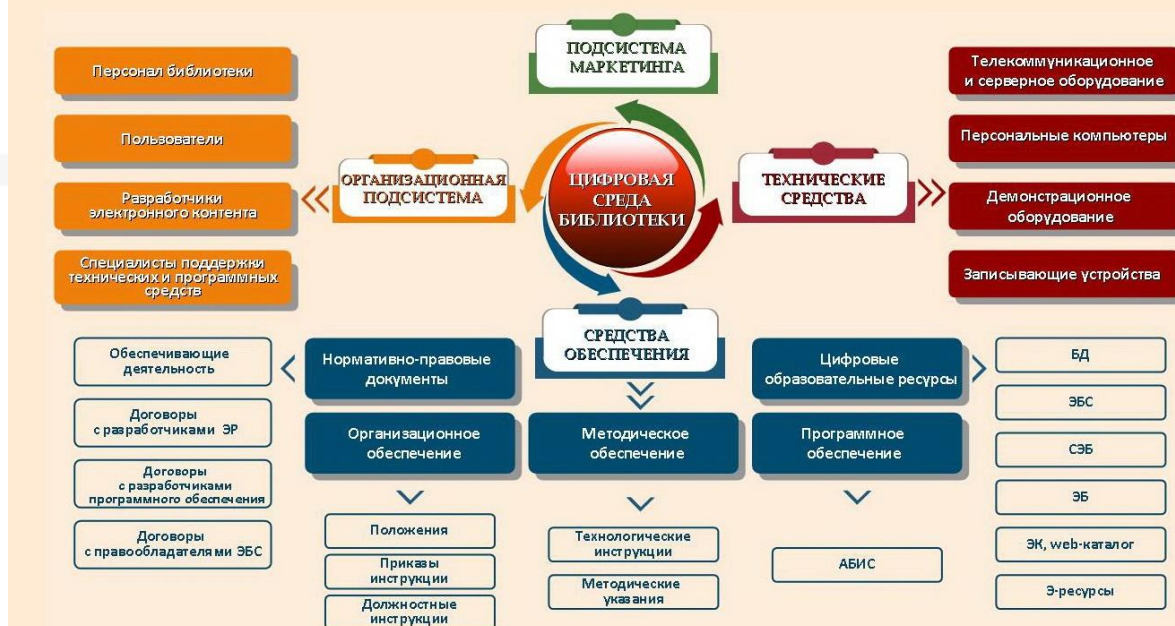 ПОДСИСТЕМА
МАРКЕТИНГА
Персонал библиотеки
Пользователи
Разработчики
электронного контента
Специалисты поддержки
технических и программных
средств
ОРГАНИЗАЦИОННАЯ
ПОДСИСТЕМА
ЦИФРОВАЯ
СРЕДА
БИБЛИОТЕКИ
ТЕХНИЧЕСКИЕ
СРЕДСТВА
Телекоммуникационное
и серверное оборудование
Персональные компьютеры
Демонстрационное
оборудование
Записывающие устройства
СРЕДСТВА
ОБЕСПЕЧЕНИЯ
Обеспечивающие
деятельность
Договоры
с разработчиками ЭР
Договоры
с разработчиками
программного обеспечения
Договоры
с правообладателями ЭБС
Нормативно-правовые
документы
Цифровые
образовательные ресурсы
Организационное
обеспечение
Методическое
обеспечение
Программное
обеспечение
Положения
Приказы
инструкции
Должностные
инструкции
Технологические
инструкции
Методические
указания
АБИС
БД
ЭБС
СЭБ
ЭБ
ЭК, web-каталог
Э-ресурсы